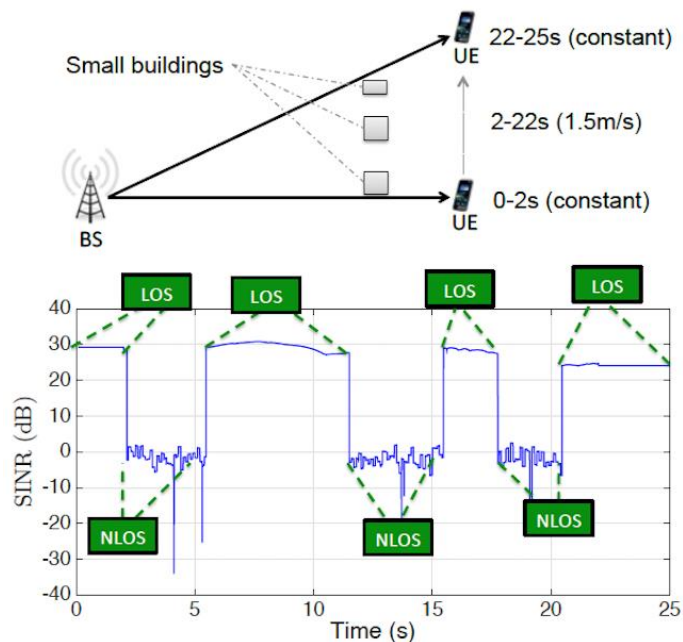 22-25s (constant)
UE
Small buildings
2-22s (1.5m/s)
0-2s (constant)
BS
UE
LOS
LOS
LOS
LOS
40
30
20
10
0
-10
-20
-30
-40
SINR (dB)
NLOS
NLOS
NLOS
0
5
10
15
20
25
Time (s)